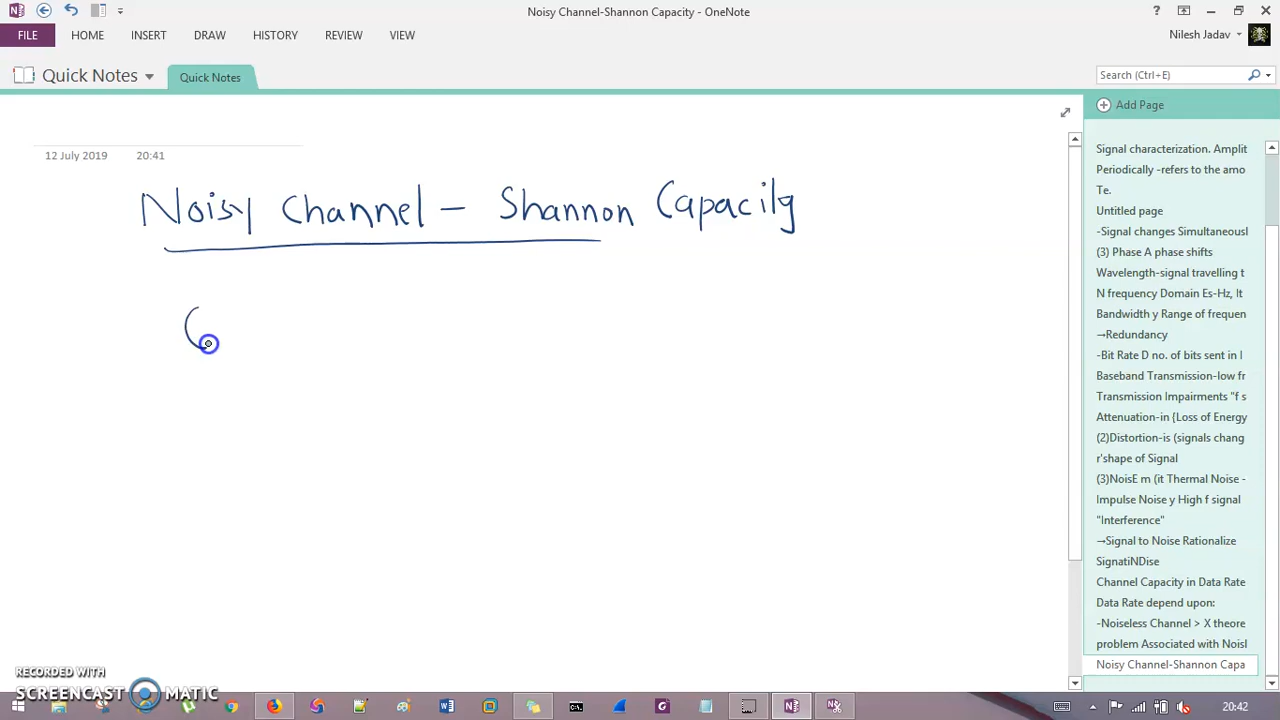 Noisy Channel-Shannon Capacity - OneNote
?
FILE HOME INSERT DRAW HISTORY REVIEW VIEW
Nilesh Jadav
Quick Notes
Quick Notes
Search (Ctrl+E)
Add Page
12 July 2019 20:41
Noisy Channel - Shannon Capacity
C
Signal characterization. Amplit
Periodically -refers to the amo
Te.
Untitled page
-Signal changes Simultaneousl
(3) Phase A phase shifts
Wavelength-signal travelling t
N frequency Domain Es-Hz, It
Bandwidth y Range of frequen
→Redundancy
-Bit Rate D no. of bits sent in l
Baseband Transmission-low fr
Transmission Impairments "f s
Attenuation-in {Loss of Energy
(2)Distortion-is (signals chang
r'shape of Signal
(3)NoisE m (it Thermal Noise -
Impulse Noise y High f signal
"Interference"
→Signal to Noise Rationalize
SignatiNDise
Channel Capacity in Data Rate
Data Rate depend upon:
-Noiseless Channel > X theore
problem Associated with Noisl
Noisy Channel-Shannon Capa
RECORDED WITH
SCREENCAST MATIC
20:42